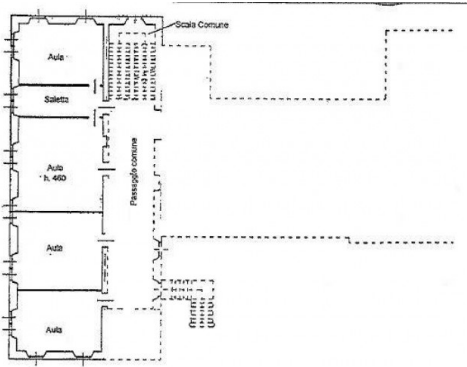 Scala Comune
Aula
Saletta
Aula
h. 460
Passaggio comune
Aula
Aula